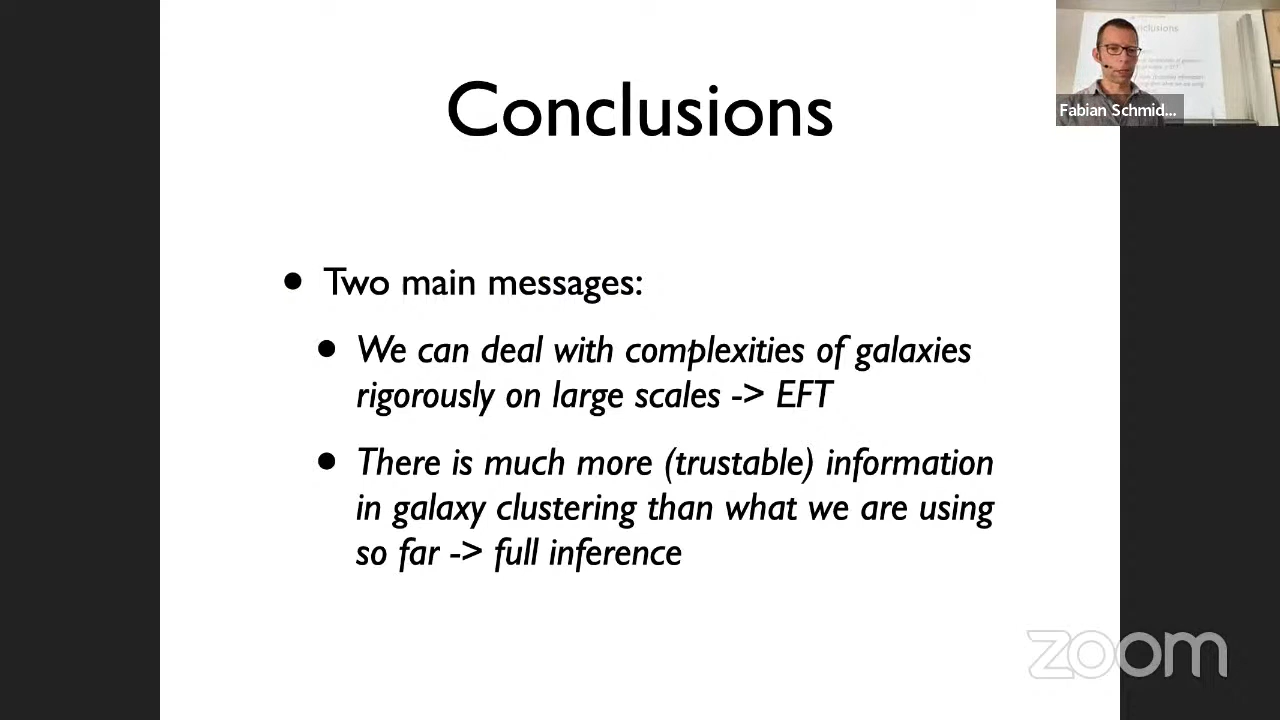 Conclusions
Fabian Schmid...
• Two main messages:
• We can deal with complexities of galaxies
rigorously on large scales -> EFT
• There is much more (trustable) information
in galaxy clustering than what we are using
so far -> full inference
zoom